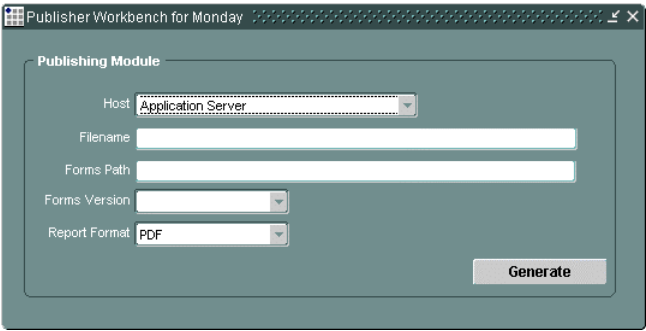 Publisher Workbench for Monday
Publishing Module
Host Application Server
Filename
Forms Path
Forms Version
Report Format PDF
Generate